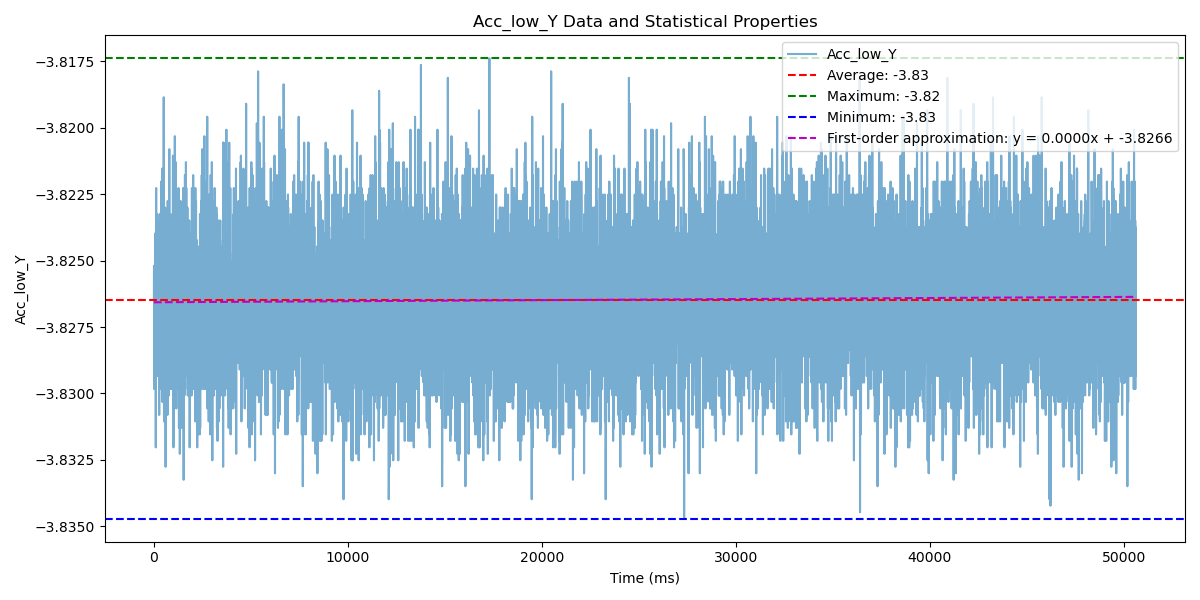 Acc_low_Y Data and Statistical Properties
Acc_low_Y
Average: -3.83
Maximum: -3.82
Minimum: -3.83
First-order approximation: y = 0.0000x + -3.8266
−3.8175
−3.8200
−3.8225
−3.8250
−3.8275
−3.8300
−3.8325
−3.8350
Acc_low_Y
0 10000 20000 30000 40000 50000
Time (ms)